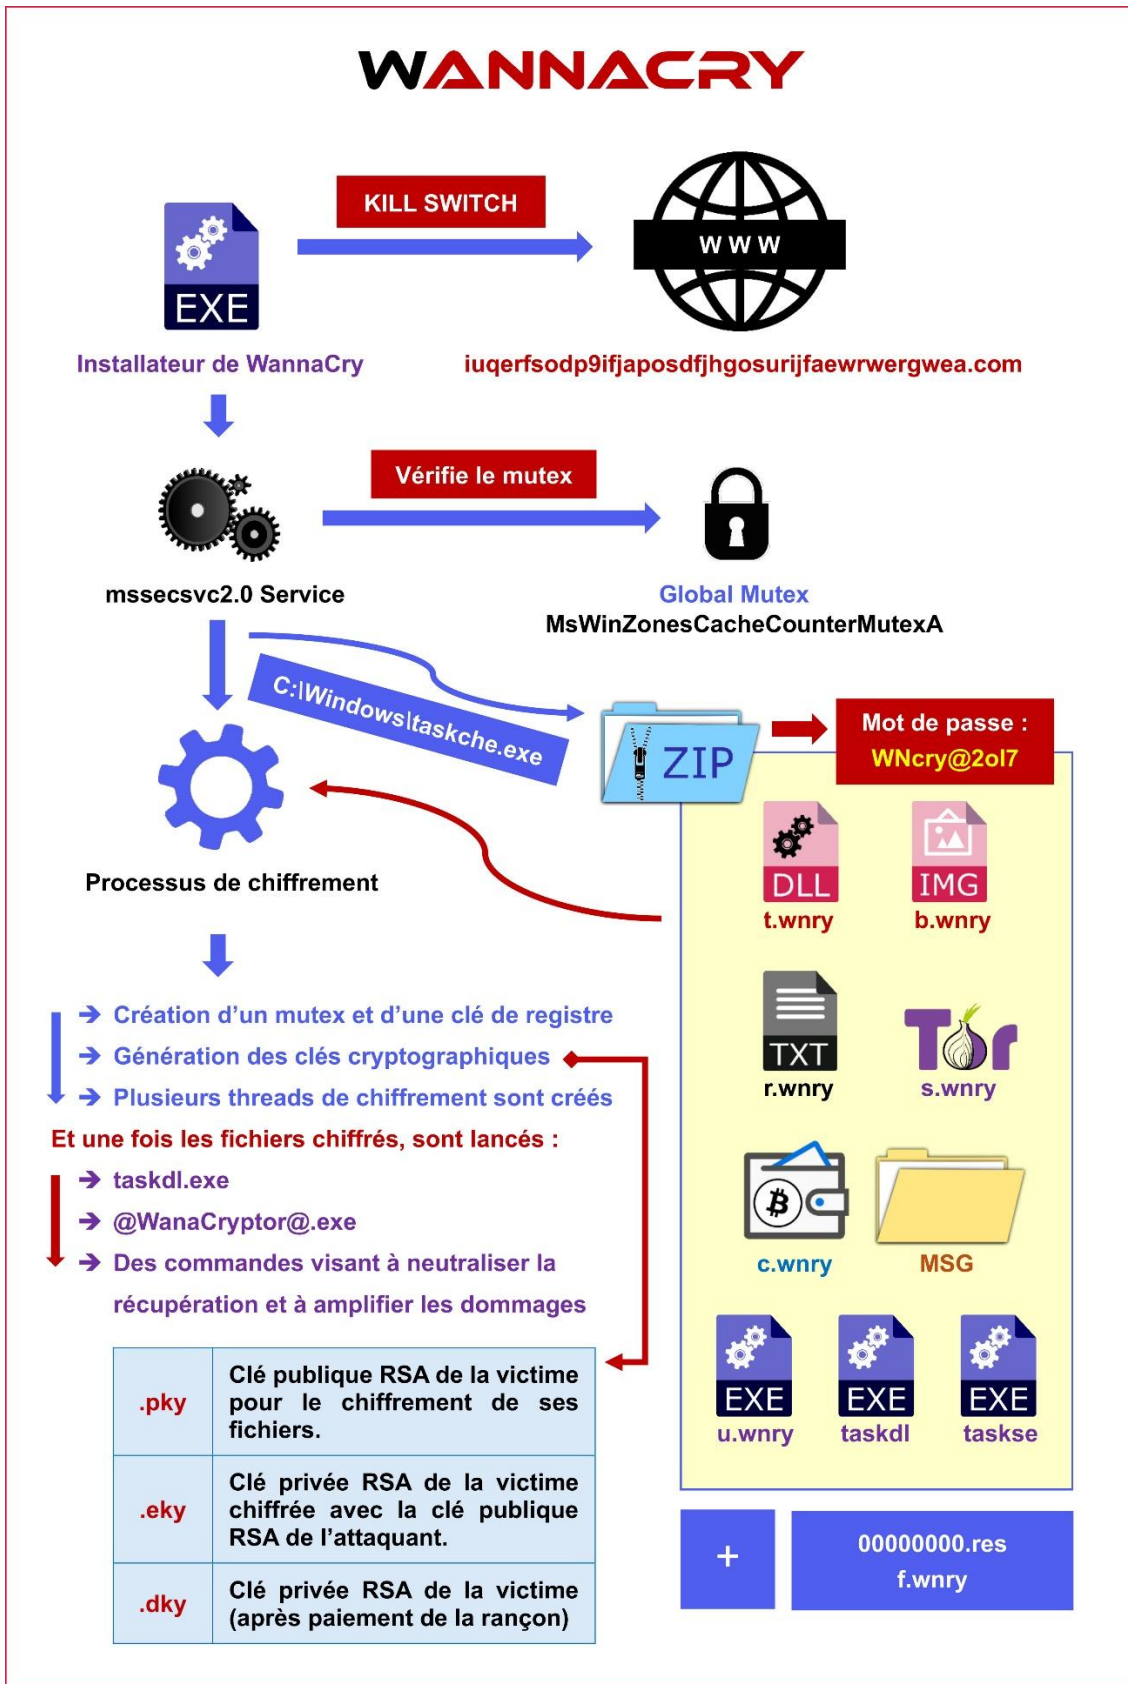 WANNACRY
KILL SWITCH
WWW
EXE
Installateur de WannaCry
iuqerfsodp9ifjaposdfjhgosurijfaewrwergwea.com
Vérifie le mutex
mssecsvc2.0 Service
Global Mutex
MsWinZonesCacheCounterMutexA
C:\Windows\taskche.exe
ZIP
Mot de passe :
WNcry@2ol7
Processus de chiffrement
DLL
IMG
t.wnry
b.wnry
TXT
Tor
r.wnry
s.wnry
B
c.wnry
MSG
EXE
EXE
EXE
u.wnry
taskdl
taskse
+
00000000.res
f.wnry
➔ Création d’un mutex et d’une clé de registre
➔ Génération des clés cryptographiques
➔ Plusieurs threads de chiffrement sont créés
Et une fois les fichiers chiffrés, sont lancés :
➔ taskdl.exe
➔ @WanaCryptor@.exe
➔ Des commandes visant à neutraliser la
récupération et à amplifier les dommages
.pky
Clé publique RSA de la victime
pour le chiffrement de ses
fichiers.
.eky
Clé privée RSA de la victime
chiffrée avec la clé publique
RSA de l’attaquant.
.dky
Clé privée RSA de la victime
(après paiement de la rançon)